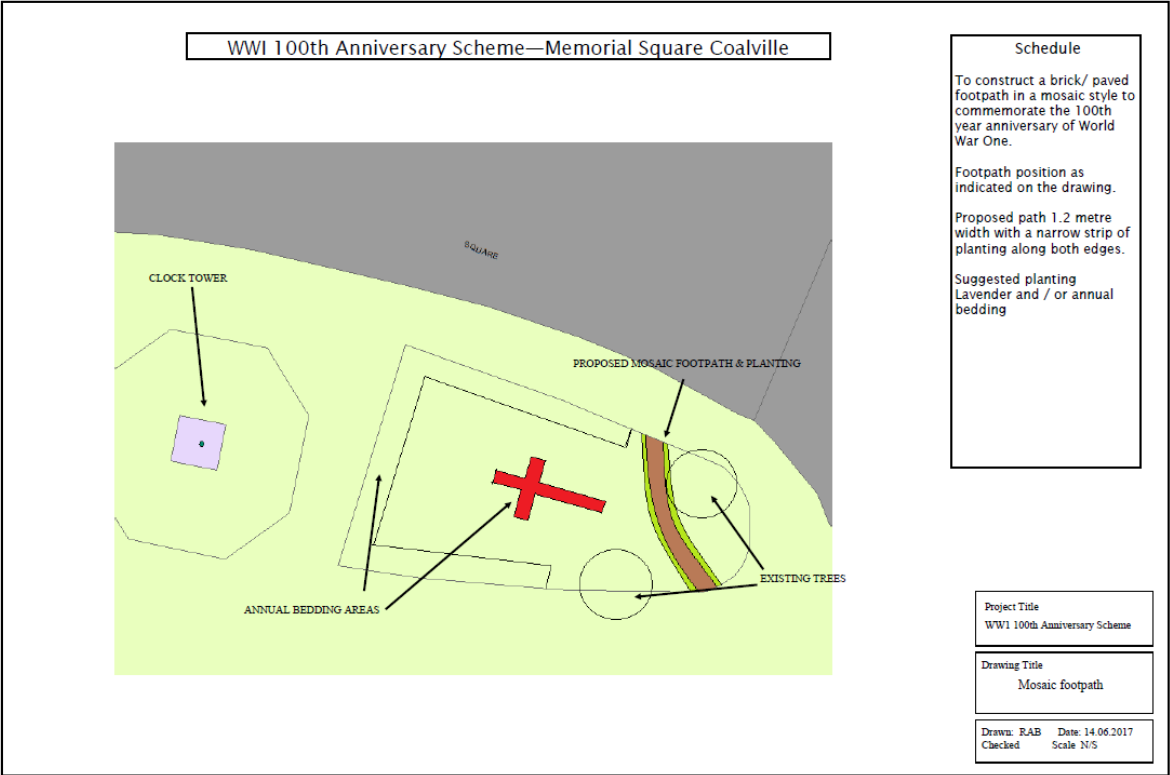 WWI 100th Anniversary Scheme—Memorial Square Coalville
Schedule
To construct a brick/ paved
footpath in a mosaic style to
commemorate the 100th
year anniversary of World
War One.
Footpath position as
indicated on the drawing.
Proposed path 1.2 metre
width with a narrow strip of
planting along both edges.
Suggested planting
Lavender and / or annual
bedding
SQUARE
CLOCK TOWER
PROPOSED MOSAIC FOOTPATH & PLANTING
EXISTING TREES
ANNUAL BEDDING AREAS
Project Title
WW1 100th Anniversary Scheme
Drawing Title
Mosaic footpath
Drawn: RAB Date: 14.06.2017
Checked Scale N/S